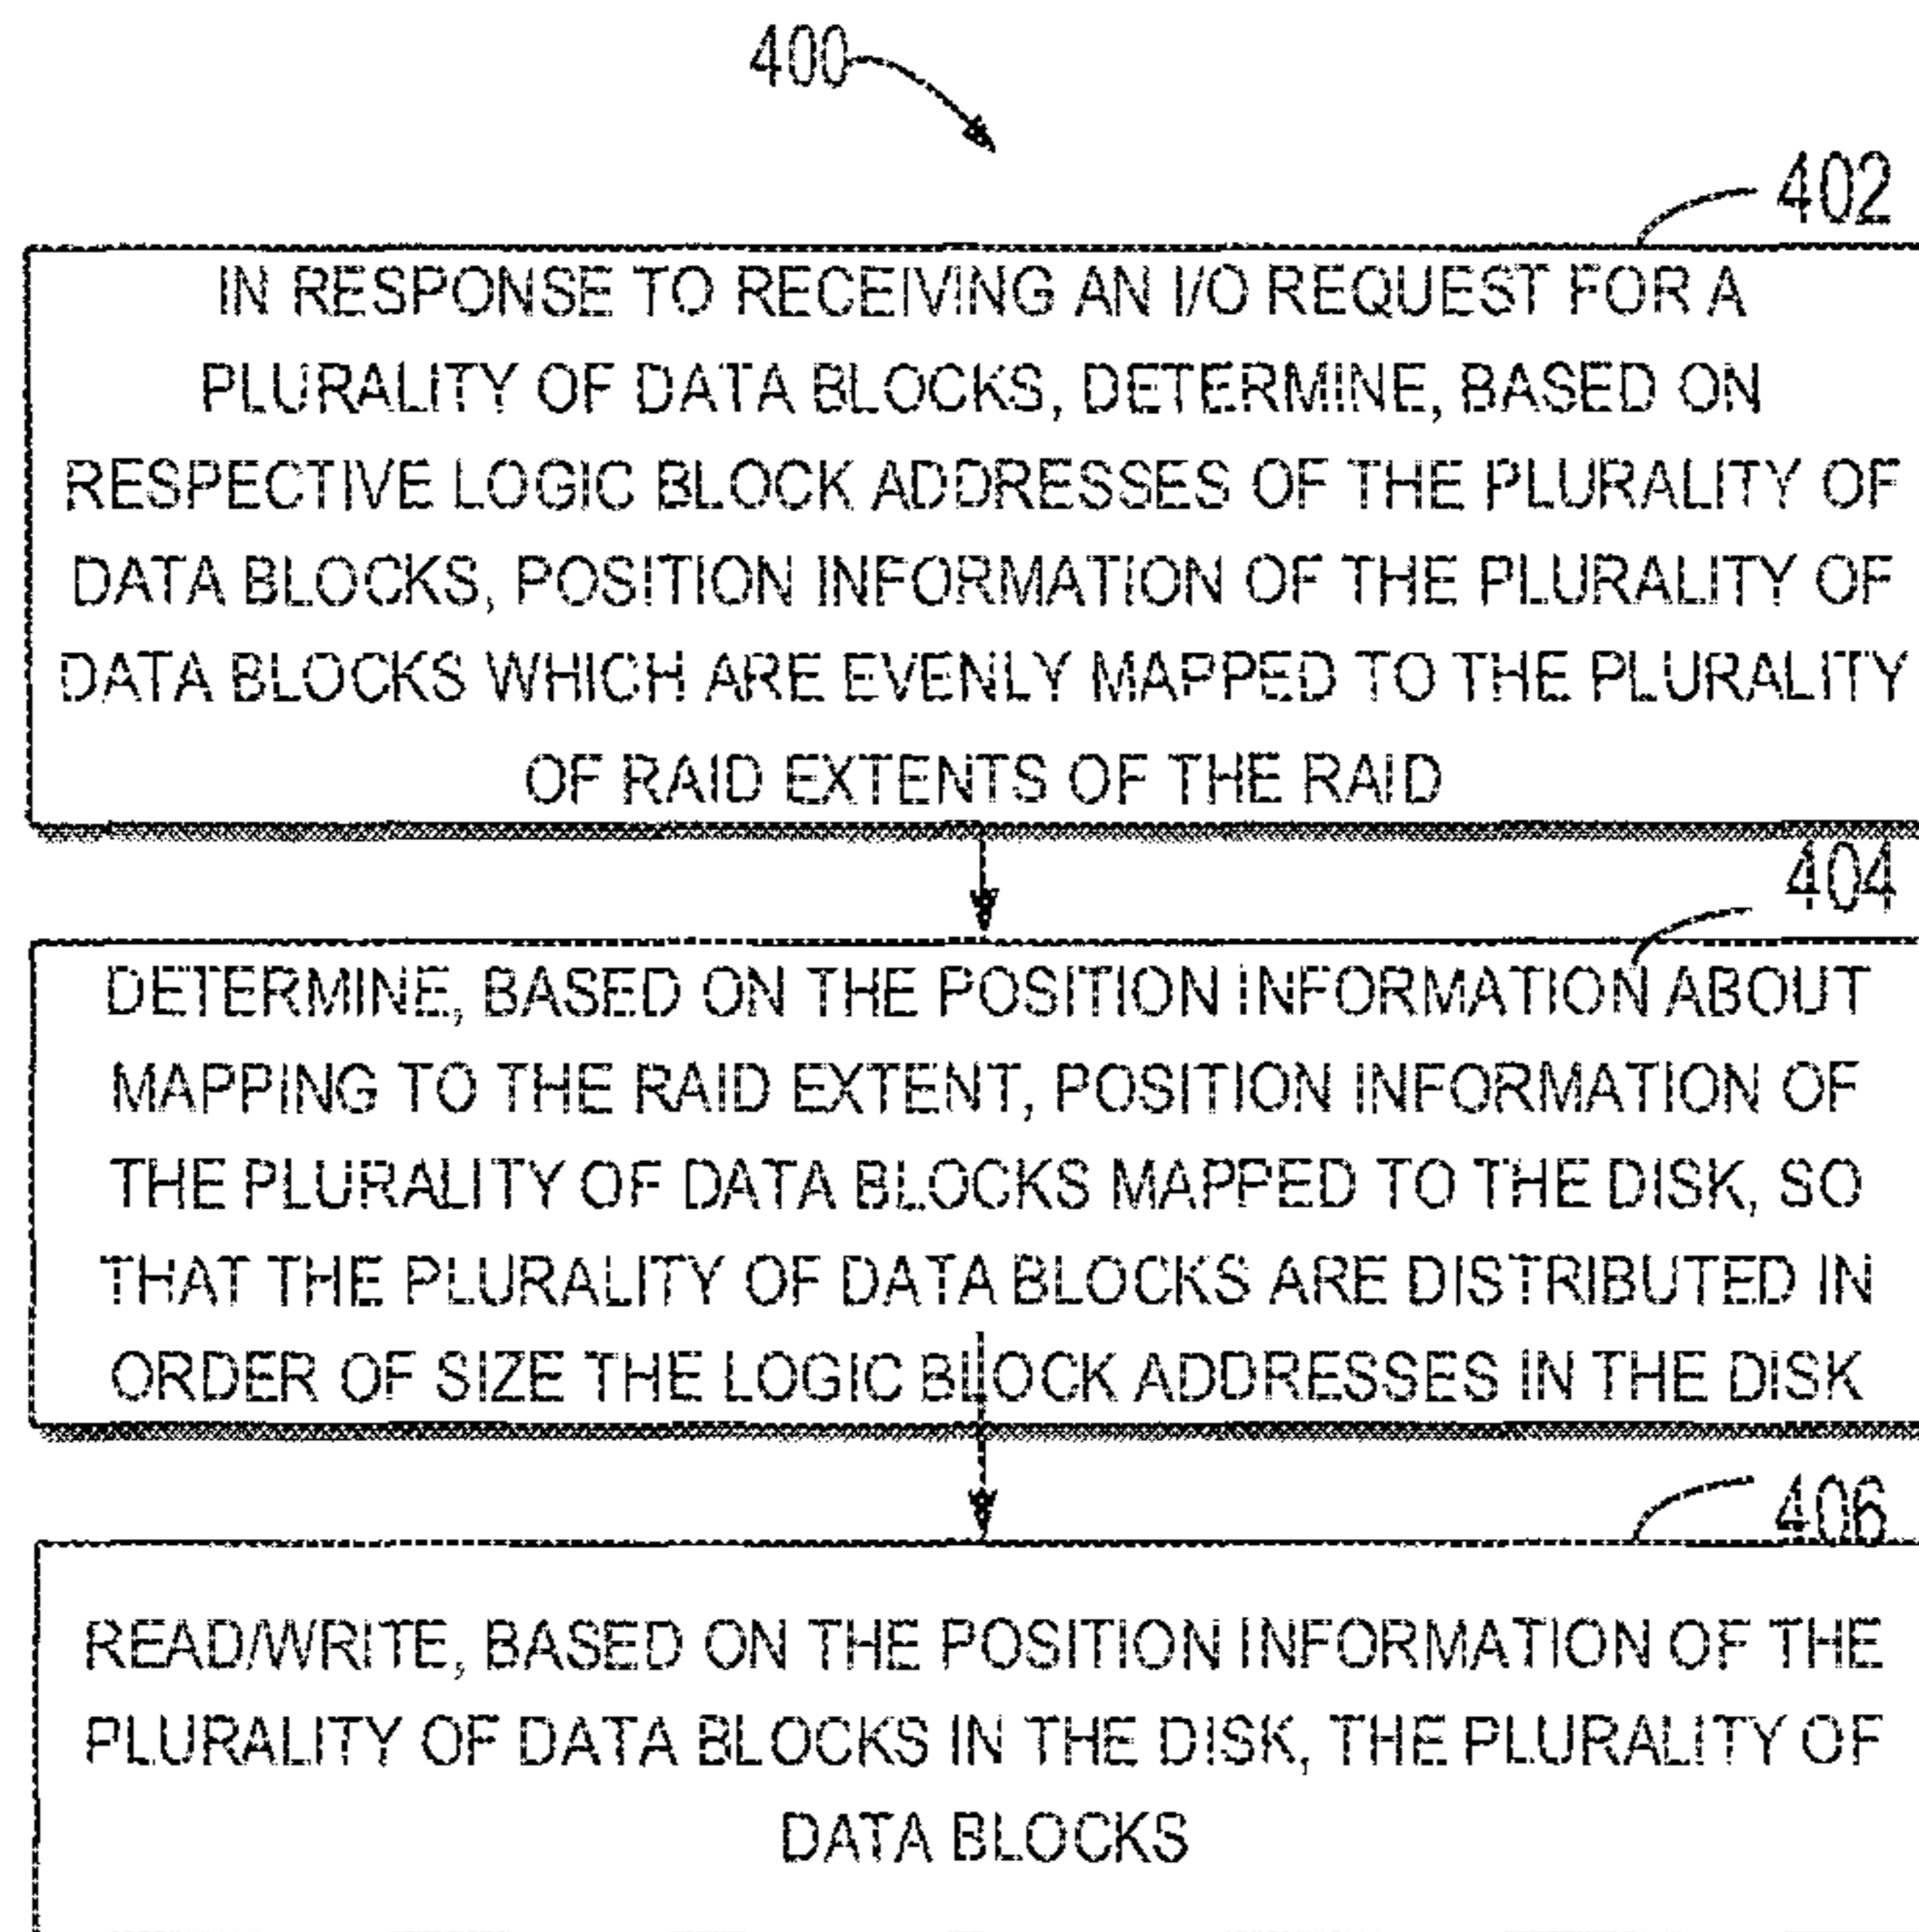 400
402
IN RESPONSE TO RECEIVING AN I/O REQUEST FOR A
PLURALITY OF DATA BLOCKS, DETERMINE, BASED ON
RESPECTIVE LOGIC BLOCK ADDRESSES OF THE PLURALITY OF
DATA BLOCKS, POSITION INFORMATION OF THE PLURALITY OF
DATA BLOCKS WHICH ARE EVENLY MAPPED TO THE PLURALITY
OF RAID EXTENTS OF THE RAID
404
DETERMINE, BASED ON THE POSITION INFORMATION ABOUT
MAPPING TO THE RAID EXTENT, POSITION INFORMATION OF
THE PLURALITY OF DATA BLOCKS MAPPED TO THE DISK, SO
THAT THE PLURALITY OF DATA BLOCKS ARE DISTRIBUTED IN
ORDER OF SIZE THE LOGIC BLOCK ADDRESSES IN THE DISK
406
READ/WRITE, BASED ON THE POSITION INFORMATION OF THE
PLURALITY OF DATA BLOCKS IN THE DISK, THE PLURALITY OF
DATA BLOCKS